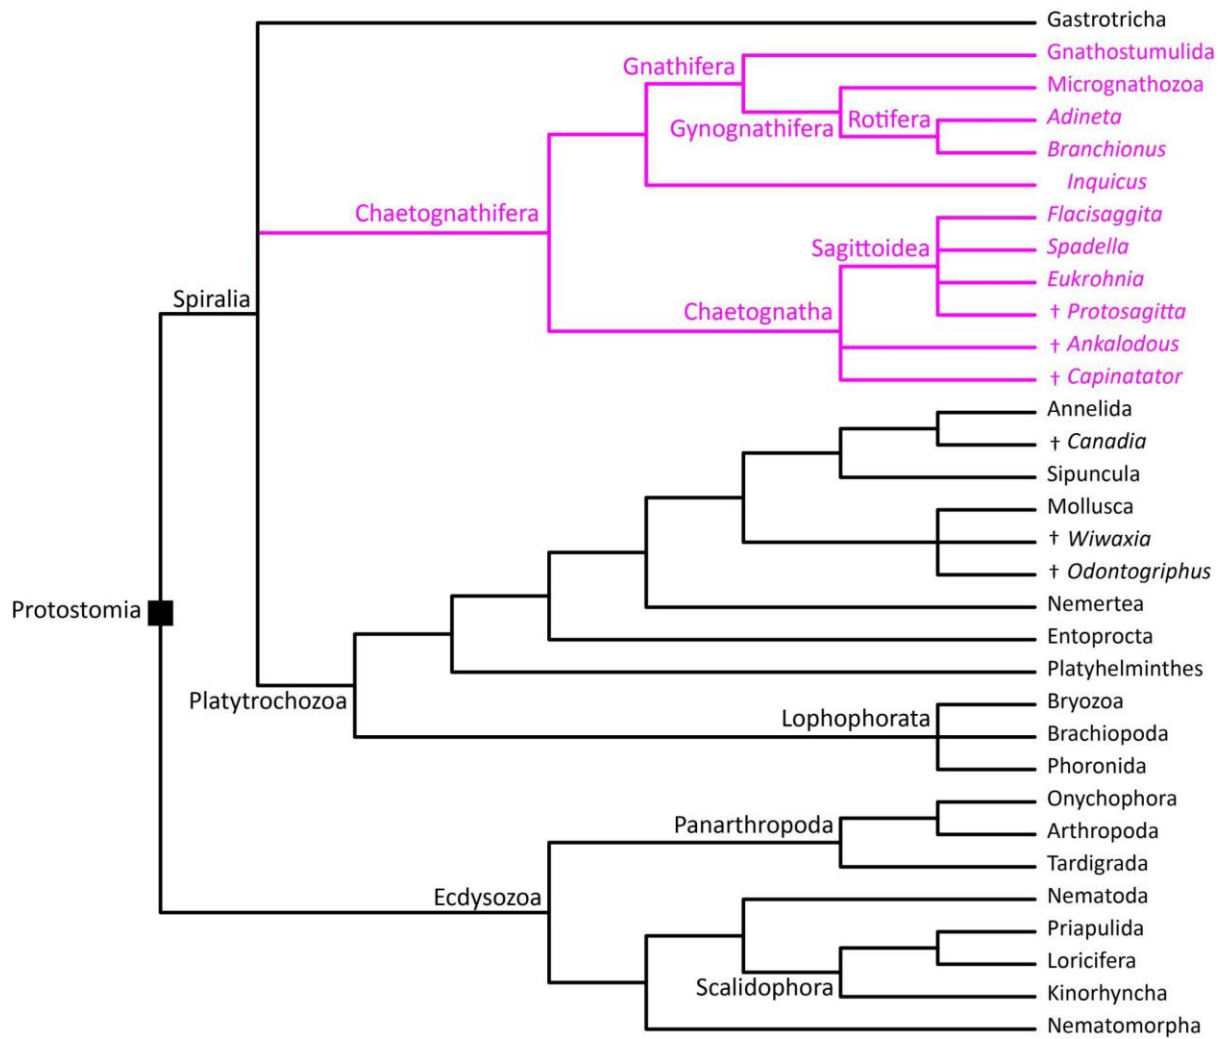 Gastrotricha
Gnathostumulida
Gnathifera
Micrognathozoa
Rotifera
Adineta
Gynognathifera
Branchionus
Inquicus
Chaetognathifera
Flacisaggita
Sagittoidea
Spadella
Eukrohnia
Spiralia
Chaetognatha
† Protosagitta
† Ankalodous
† Capinatator
Annelida
† Canadia
Sipuncula
Mollusca
† Wiwaxia
† Odontogriphus
Protostomia
Nemertea
Entoprocta
Platyhelminthes
Platytrochozoa
Bryozoa
Lophophorata
Brachiopoda
Phoronida
Onychophora
Panarthropoda
Arthropoda
Tardigrada
Ecdysozoa
Nematoda
Priapulida
Loricifera
Scalidophora
Kinorhyncha
Nematomorpha